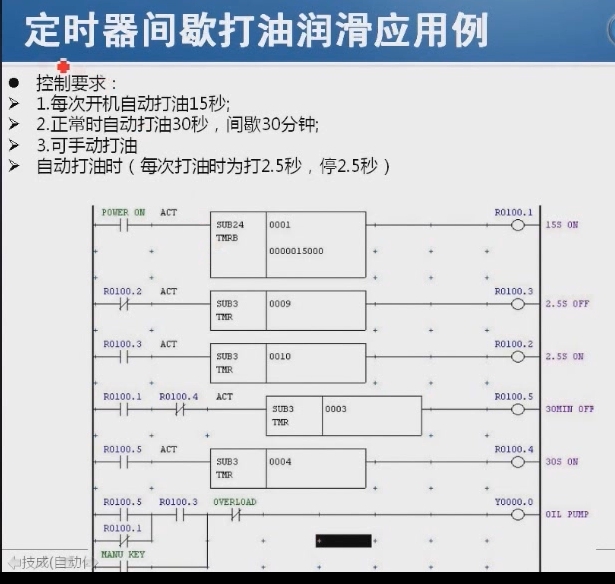 定时器间歇打油润滑应用例
● 控制要求：
➢ 1.每次开机自动打油15秒;
➢ 2.正常时自动打油30秒，间歇30分钟;
➢ 3.可手动打油
➢ 自动打油时（每次打油时为打2.5秒，停2.5秒）
POWER ON ACT R0100.1
SUB24 0001 15S ON
TMRB
0000015000
R0100.2 ACT R0100.3
SUB3 0009 2.5S OFF
TMR
R0100.3 ACT R0100.2
SUB3 0010 2.5S ON
TMR
R0100.1 R0100.4 ACT R0100.5
SUB3 0003 30MIN OFF
TMR
R0100.5 ACT R0100.4
SUB3 0004 30S ON
TMR
R0100.5 R0100.3 OVERLOAD Y0000.0
OIL PUMP
R0100.1
MANU KEY
技成(自动